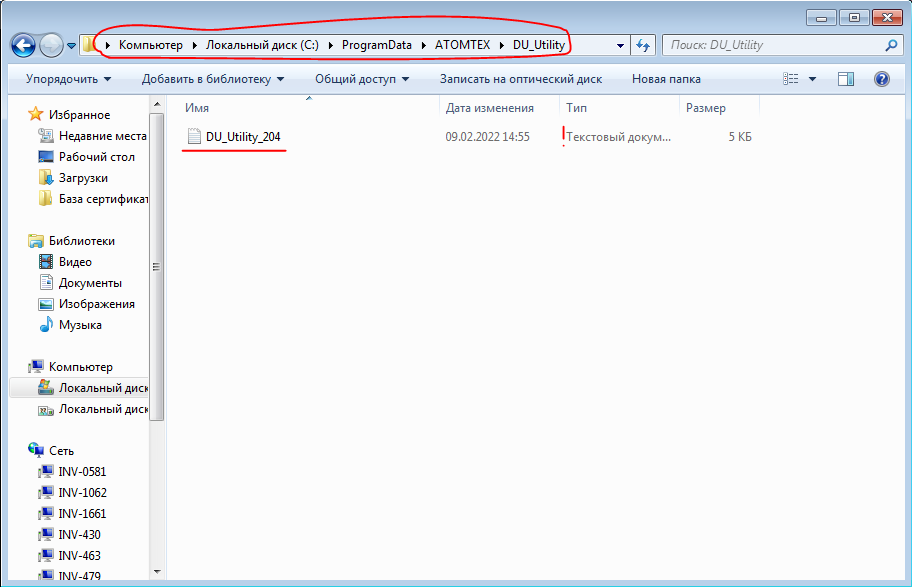 Компьютер ▸ Локальный диск (C:) ▸ ProgramData ▸ ATOMTEX ▸ DU_Utility
Поиск: DU_Utility
Упорядочить Добавить в библиотеку Общий доступ Записать на оптический диск Новая папка
Избранное
Недавние места
Рабочий стол
Загрузки
База сертификат
Библиотеки
Видео
Документы
Изображения
Музыка
Компьютер
Локальный диск
Локальный диск
Сеть
INV-0581
INV-1062
INV-1661
INV-430
INV-463
INV-479
Имя Дата изменения Тип Размер
DU_Utility_204 09.02.2022 14:55 Текстовый докум... 5 КБ